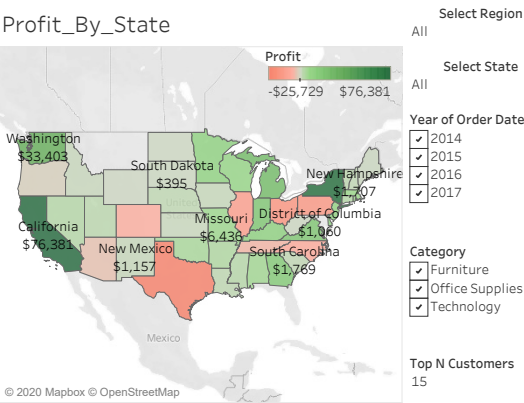 Profit_By_State
Profit
-$25,729 $76,381
Washington
$33,403
South Dakota
$395
New Hampshire
$1,707
California
$76,381
Missouri
$6,436
District of Columbia
$1,060
New Mexico
$1,157
South Carolina
$1,769
United States
Mexico
© 2020 Mapbox © OpenStreetMap
Select Region
All
Select State
All
Year of Order Date
2014
2015
2016
2017
Category
Furniture
Office Supplies
Technology
Top N Customers
15